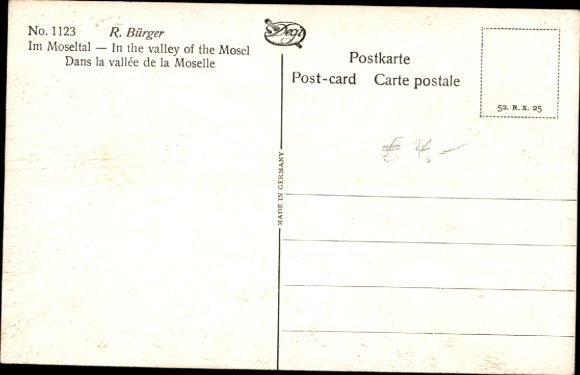 No. 1123 R. Bürger
Im Moseltal — In the valley of the Mosel
Dans la vallée de la Moselle
Degi
Postkarte
Post-card Carte postale
52. R. X. 25
MADE IN GERMANY